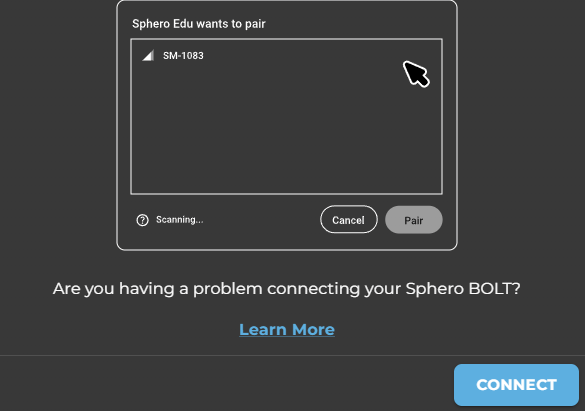 Sphero Edu wants to pair
SM-1083
Scanning...
Cancel
Pair
Are you having a problem connecting your Sphero BOLT?
Learn More
CONNECT